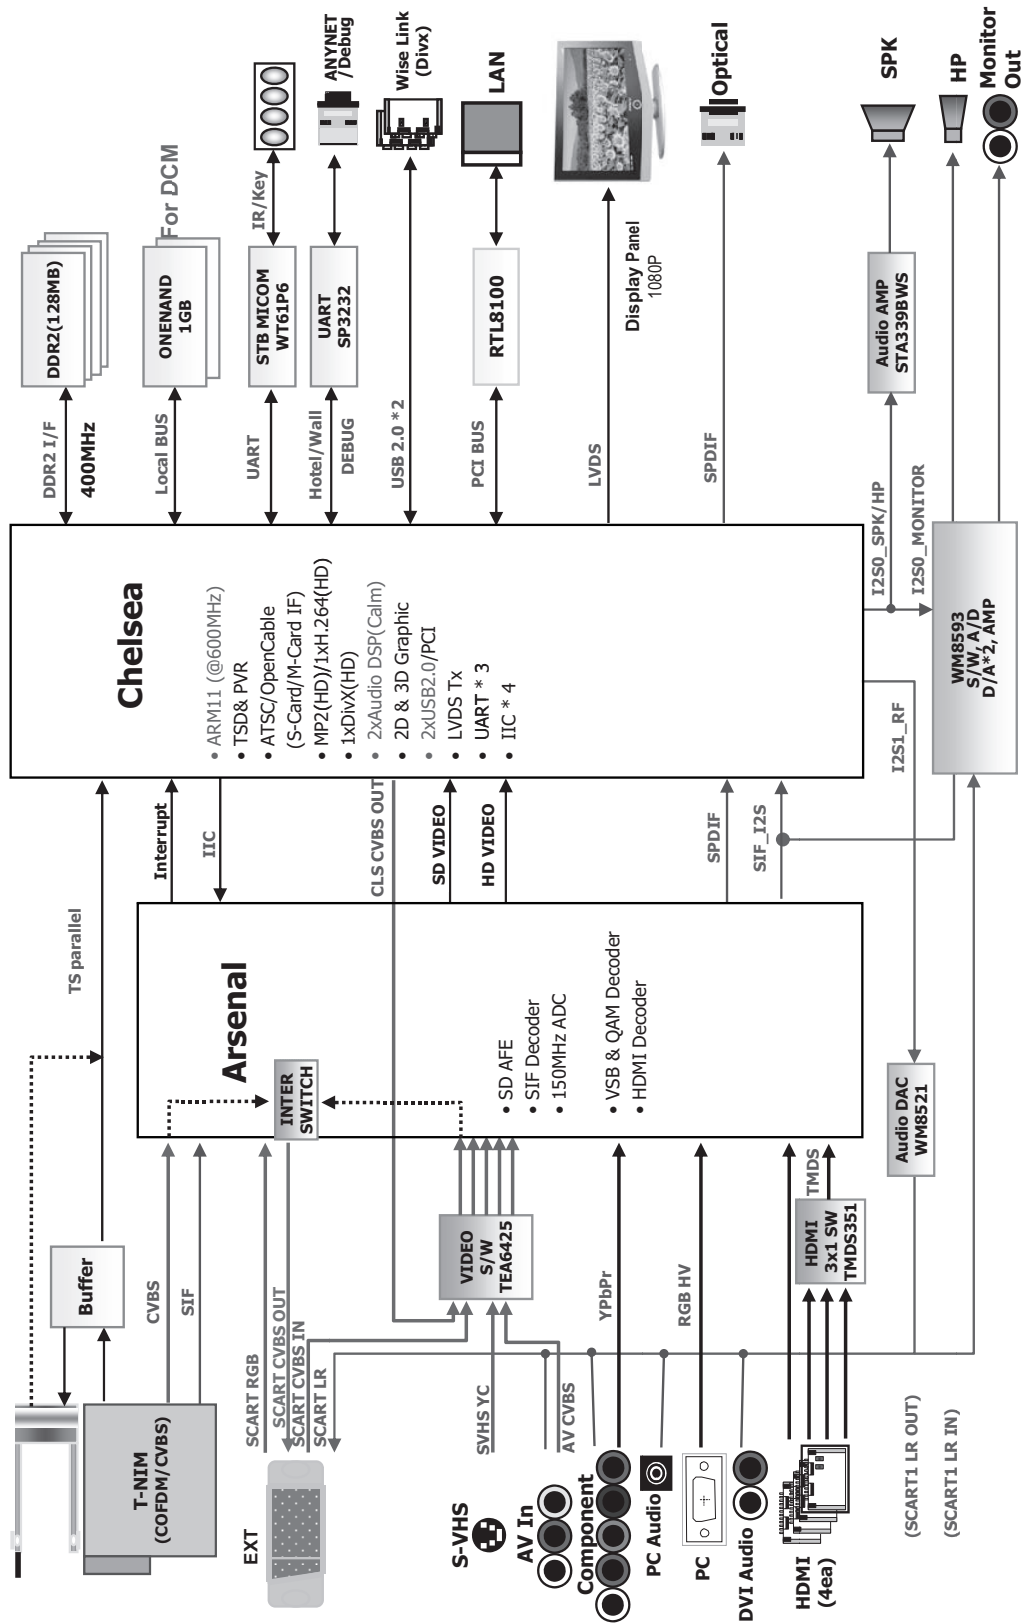 DDR2(128MB)
DDR2 I/F
400MHz
ONENAND
1GB
For DCM
Local BUS
STB MICOM
WT61P6
IR/Key
UART
UART
SP3232
ANYNET
/Debug
Hotel/Wall
DEBUG
Wise Link
(Divx)
USB 2.0 *2
LAN
RTL8100
PCI BUS
Display Panel
1080P
LVDS
Optical
SPDIF
SPK
Audio AMP
STA339BWS
I2S0_SPK/HP
HP
Monitor
Out
I2S0_MONITOR
WM8593
S/W, A/D
D/A*2, AMP
Chelsea
• ARM11 (@600MHz)
• TSD& PVR
• ATSC/OpenCable
(S-Card/M-Card IF)
• MP2(HD)/1xH.264(HD)
• 1xDivX(HD)
• 2xAudio DSP(Calm)
• 2D & 3D Graphic
• 2xUSB2.0/PCI
• LVDS Tx
• UART * 3
• IIC * 4
TS parallel
Interrupt
IIC
CLS CVBS OUT
SD VIDEO
HD VIDEO
SPDIF
SIF_I2S
I2S1_RF
Arsenal
INTER
SWITCH
• SD AFE
• SIF Decoder
• 150MHz ADC
• VSB & QAM Decoder
• HDMI Decoder
Audio DAC
WM8521
Buffer
CVBS
SIF
SCART RGB
SCART CVBS OUT
SCART CVBS IN
SCART LR
VIDEO
S/W
TEA6425
SVHS YC
AV CVBS
YPbPr
RGB HV
TMDS
HDMI
3x1 SW
TMDS351
T-NIM
(COFDM/CVBS)
EXT
S-VHS
AV In
Component
PC Audio
PC
DVI Audio
HDMI
(4ea)
(SCART1 LR OUT)
(SCART1 LR IN)